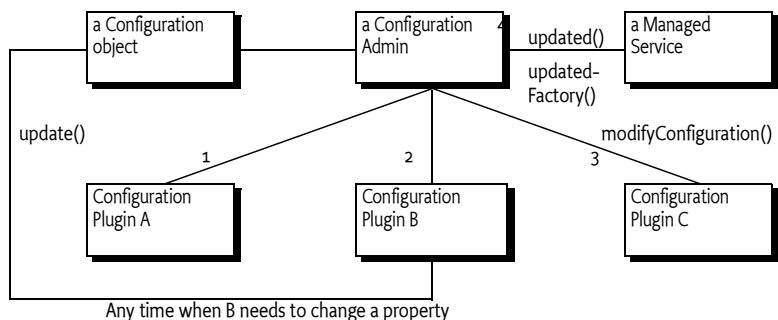 a Configuration
object
a Configuration
Admin
4
updated()
updated-
Factory()
a Managed
Service
update()
modifyConfiguration()
1
2
3
Configuration
Plugin A
Configuration
Plugin B
Configuration
Plugin C
Any time when B needs to change a property